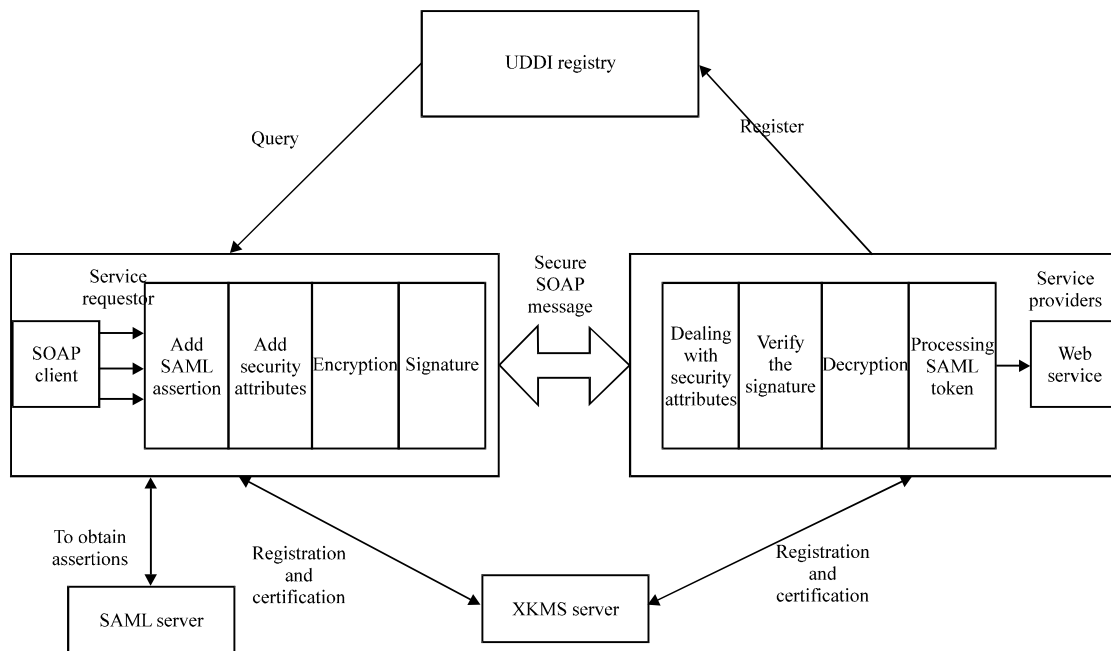 UDDI registry
Query
Register
Service
requestor
SOAP
client
Add
SAML
assertion
Add
security
attributes
Encryption
Signature
Secure
SOAP
message
Dealing
with
security
attributes
Verify
the
signature
Decryption
Processing
SAML
token
Service
providers
Web
service
To obtain
assertions
SAML server
Registration
and
certification
XKMS server
Registration
and
certification